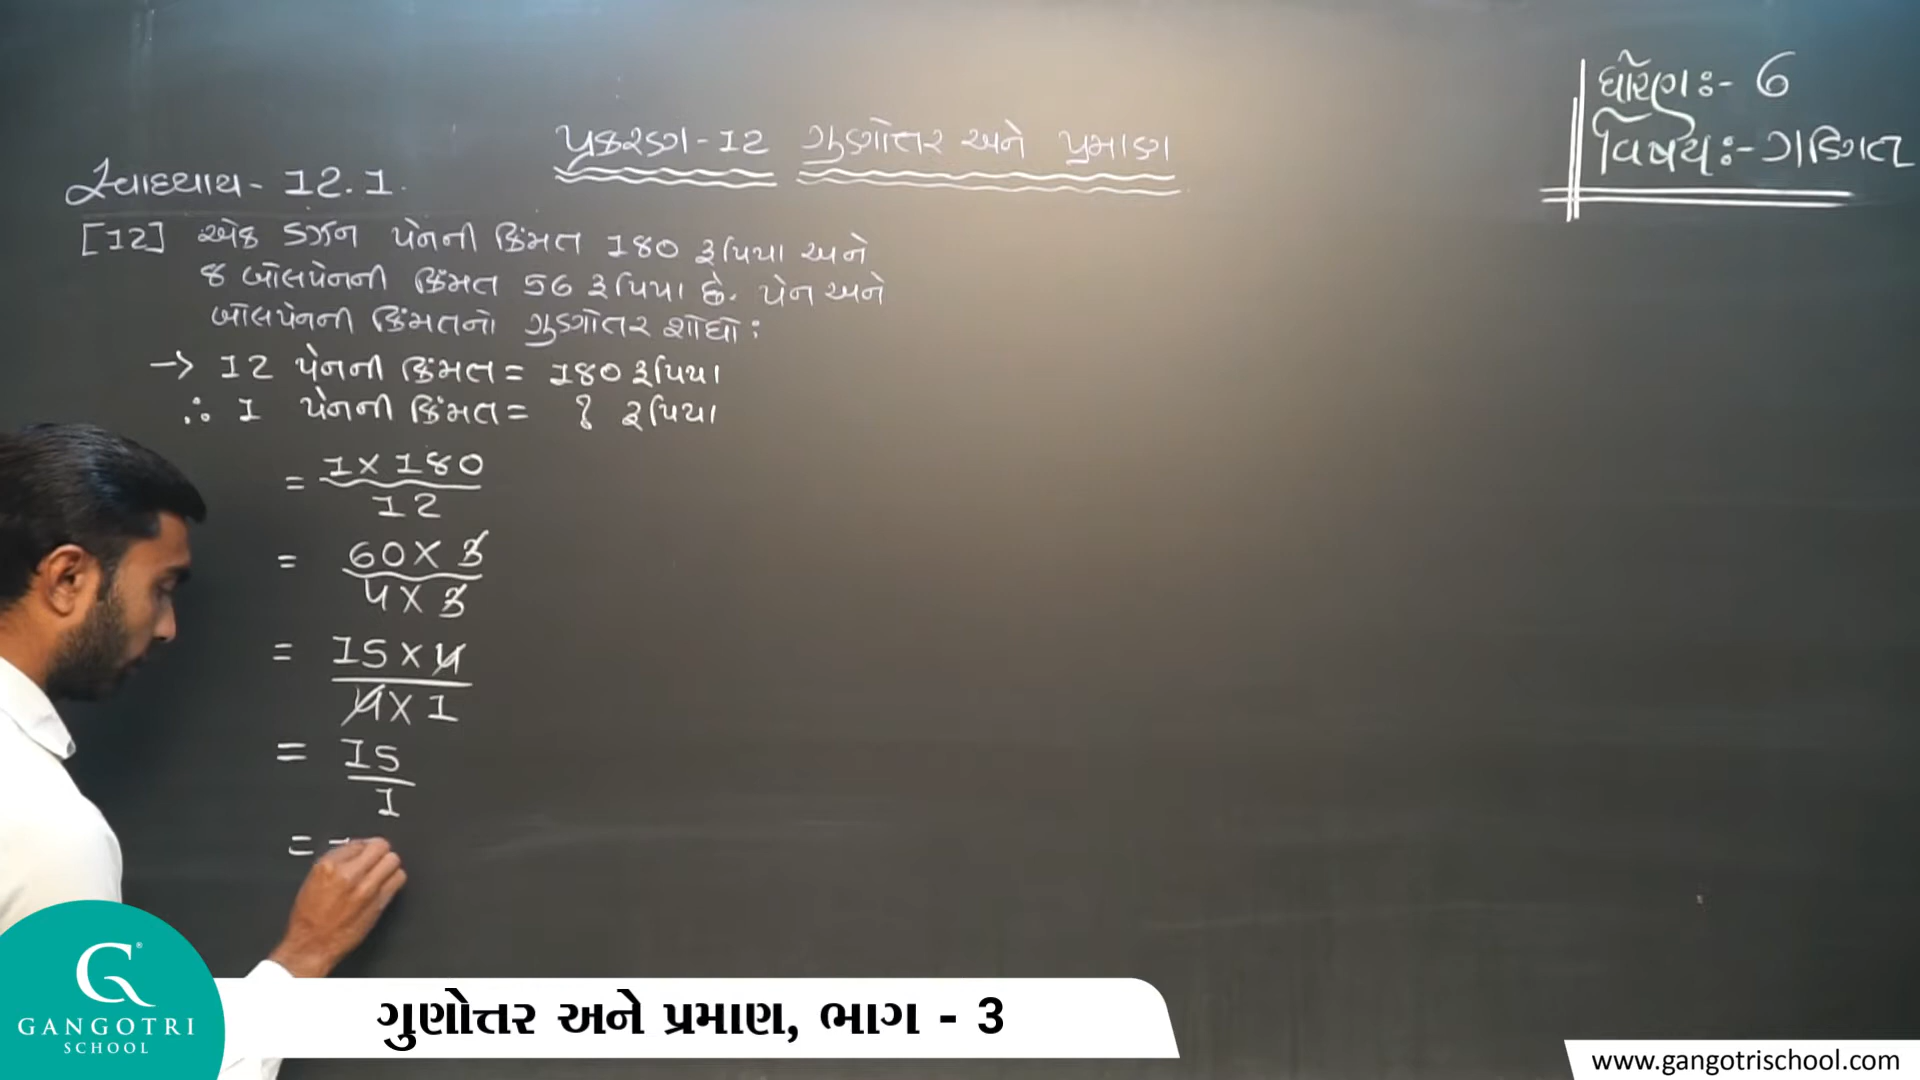 ધોરણઃ- 6
વિષયઃ- ગણિત
પ્રકરણ-12 ગુણોત્તર અને પ્રમાણ
સ્વાધ્યાય- 12.1
[12] એક ડઝન પેનની કિંમત 180 રૂપિયા અને
8 બૉલપેનની કિંમત 56 રૂપિયા છે. પેન અને
બૉલપેનની કિંમતનો ગુણોત્તર શોધો :
→ 12 પેનની કિંમત = 180 રૂપિયા
∴ 1 પેનની કિંમત = ? રૂપિયા
= 1 × 180
12
= 60 × 3
4 × 3
= 15 × 4
4 × 1
= 15
1
=
G®
GANGOTRI
SCHOOL
ગુણોત્તર અને પ્રમાણ, ભાગ - 3
www.gangotrischool.com